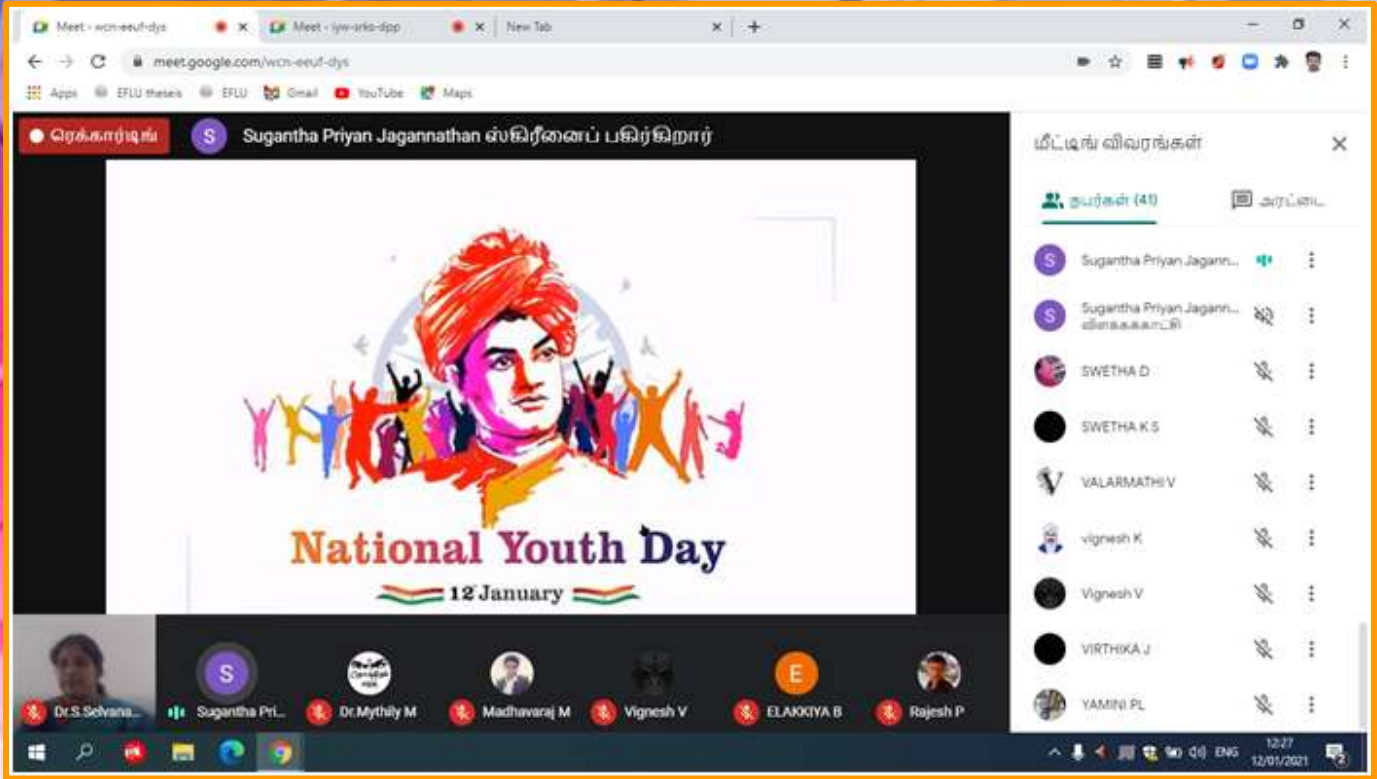 Meet - wcn-eeuf-dys
Meet - iyw-arks-dpp
New Tab
meet.google.com/wcn-eeuf-dys
Apps EFLU theseis EFLU Gmail YouTube Maps
ரெக்கார்டிங்
S
Sugantha Priyan Jagannathan ஸ்கிரீனைப் பகிர்கிறார்
National Youth Day
12 January
மீட்டிங் விவரங்கள்
நபர்கள் (41)
அரட்டை
S Sugantha Priyan Jagann...
S Sugantha Priyan Jagann...
SWETHA D
SWETHA K S
V VALARMATHI V
vignesh K
Vignesh V
VIRTHIKA J
YAMINI PL
Dr.S.Selvana...
S Sugantha Pri...
Dr.Mythily M
Madhavaraj M
Vignesh V
E ELAKKIYA B
Rajesh P
ENG
12:27
12/01/2021
2